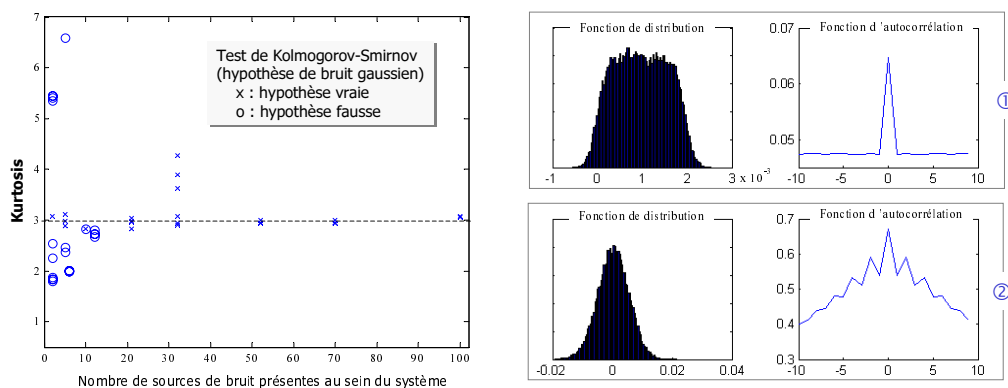 7
6
5
4
3
2
1
Kurtosis
Test de Kolmogorov-Smirnov
(hypothèse de bruit gaussien)
x : hypothèse vraie
o : hypothèse fausse
0 10 20 30 40 50 60 70 80 90 100
Nombre de sources de bruit présentes au sein du système
Fonction de distribution
-1 0 1 2 3 x 10⁻³
Fonction d 'autocorrélation
0.07
0.06
0.05
-10 -5 0 5 10
①
Fonction de distribution
-0.02 0 0.02 0.04
Fonction d 'autocorrélation
0.7
0.6
0.5
0.4
0.3
-10 -5 0 5 10
②